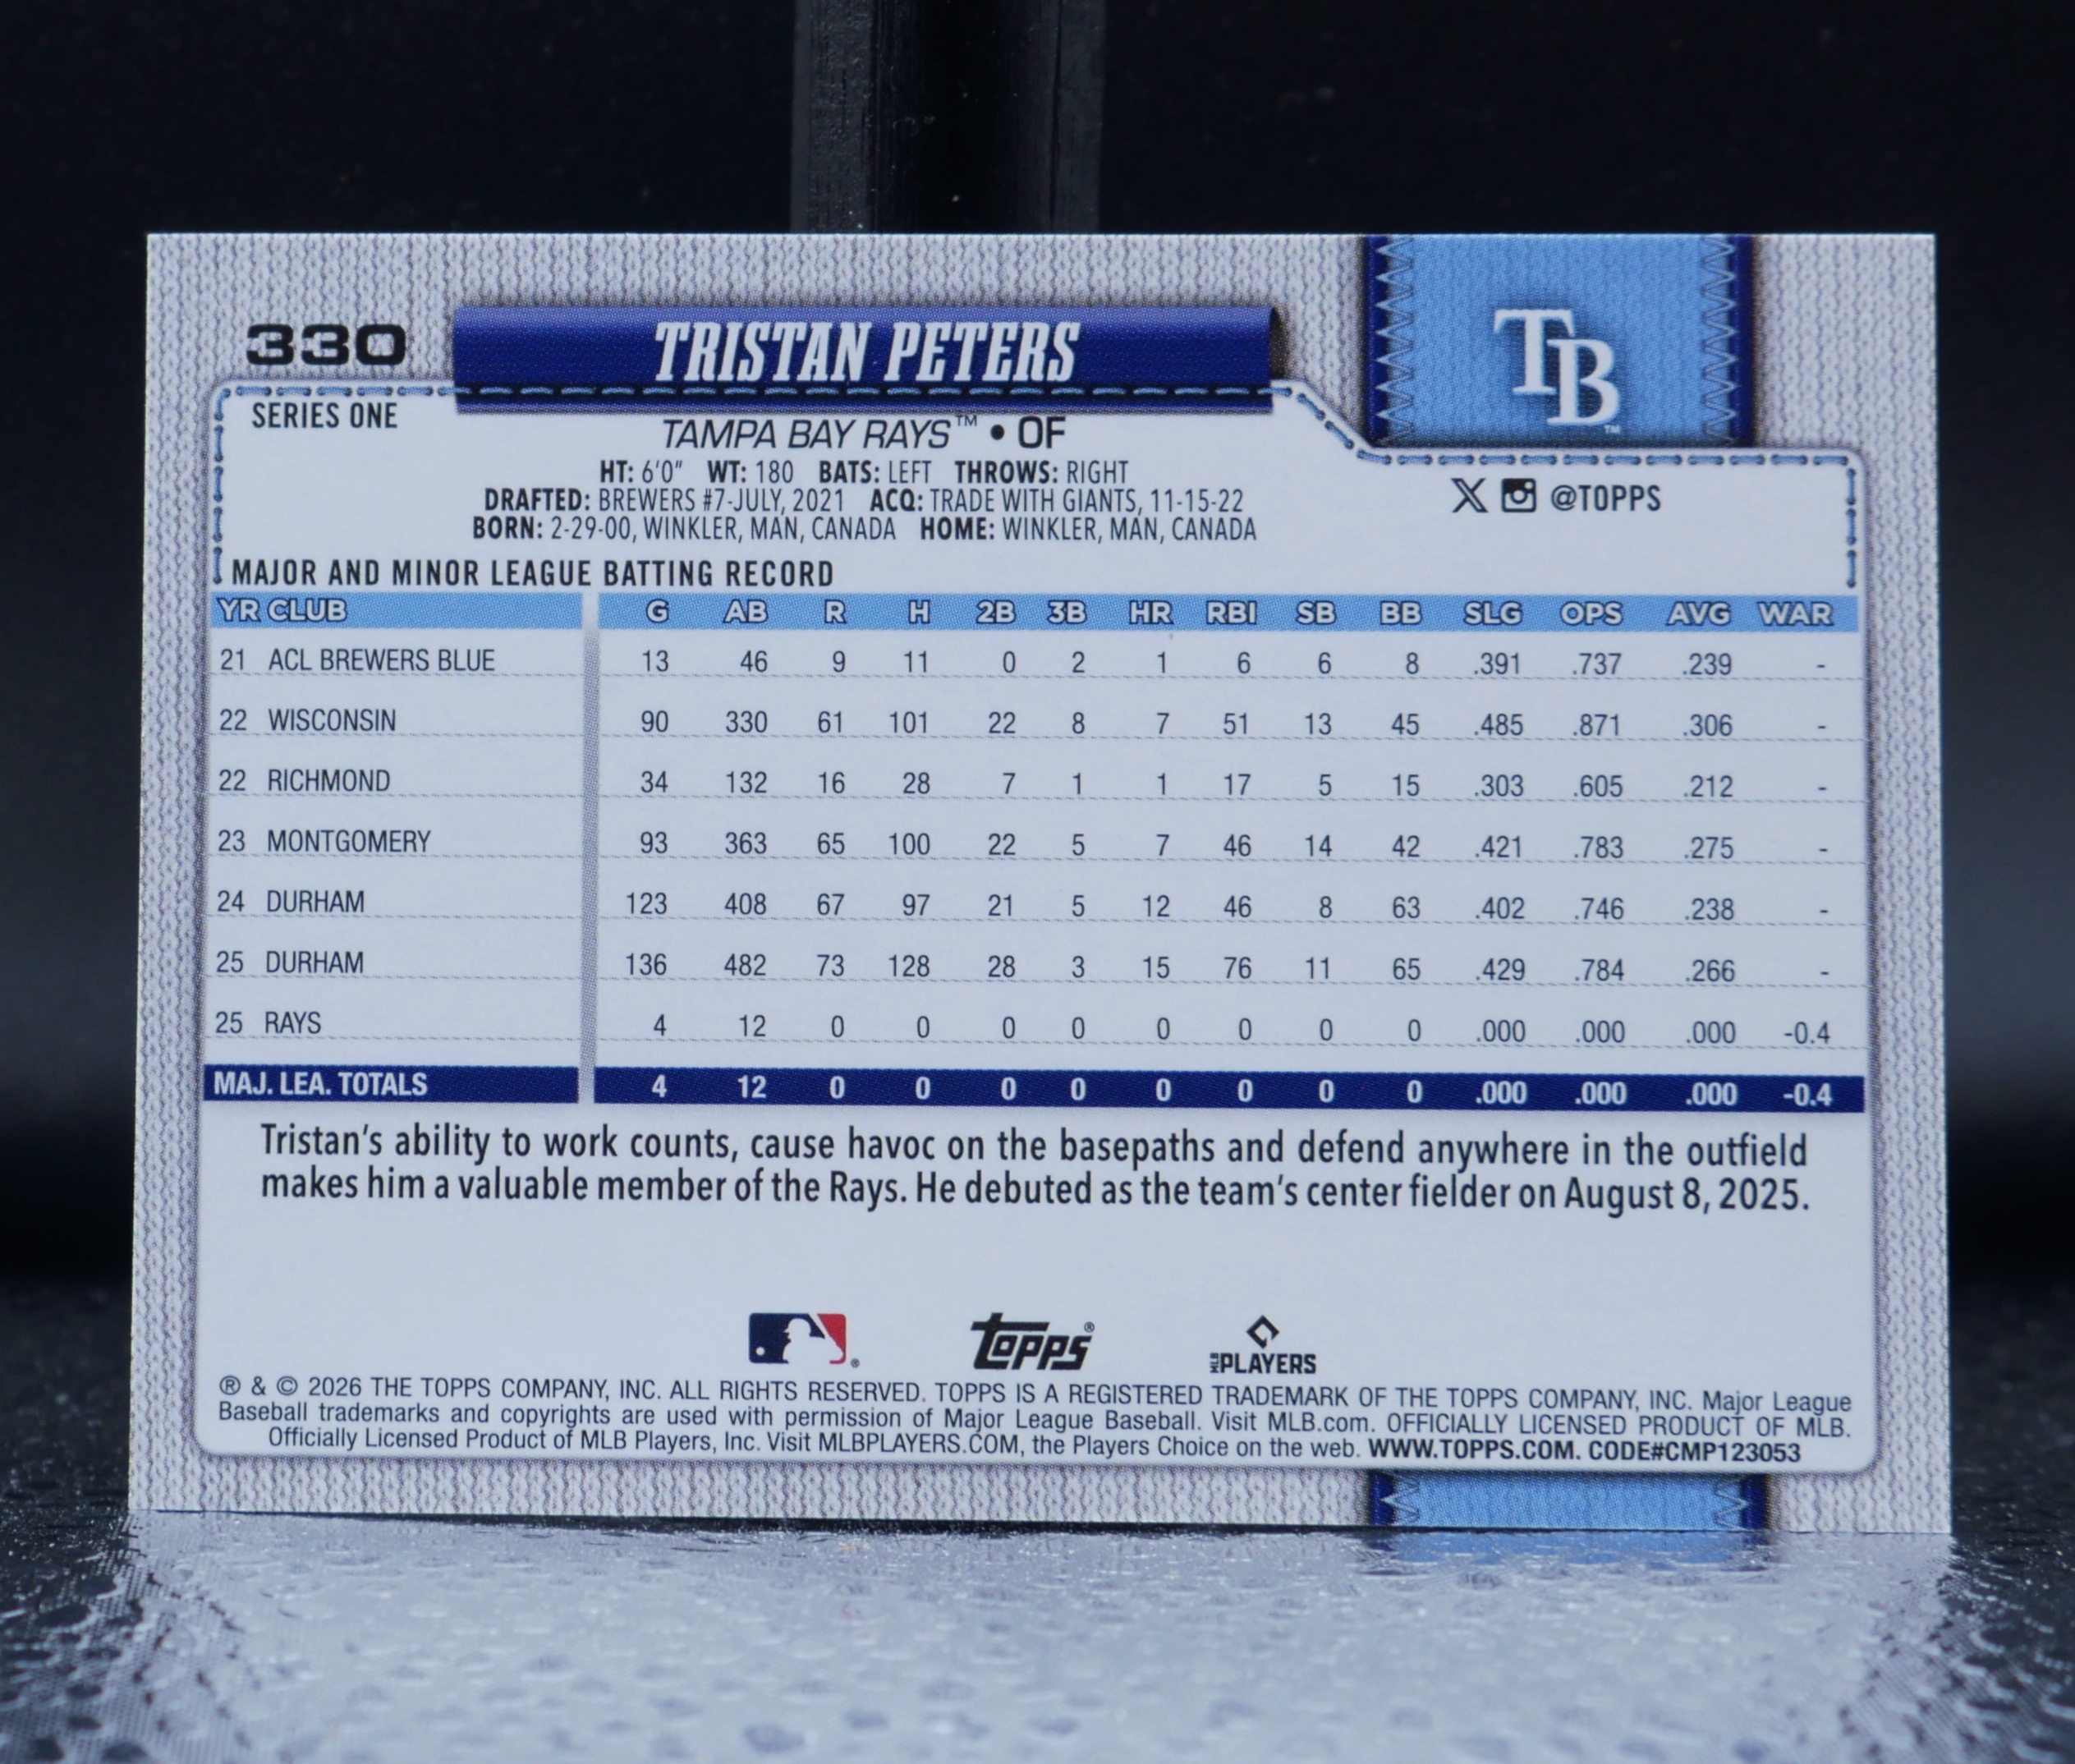 330
TRISTAN PETERS
TB™
SERIES ONE
TAMPA BAY RAYS™ • OF
HT: 6'0" WT: 180 BATS: LEFT THROWS: RIGHT
DRAFTED: BREWERS #7-JULY, 2021 ACQ: TRADE WITH GIANTS, 11-15-22
BORN: 2-29-00, WINKLER, MAN, CANADA HOME: WINKLER, MAN, CANADA
X @TOPPS
MAJOR AND MINOR LEAGUE BATTING RECORD
YR CLUB G AB R H 2B 3B HR RBI SB BB SLG OPS AVG WAR
21 ACL BREWERS BLUE 13 46 9 11 0 2 1 6 6 8 .391 .737 .239 -
22 WISCONSIN 90 330 61 101 22 8 7 51 13 45 .485 .871 .306 -
22 RICHMOND 34 132 16 28 7 1 1 17 5 15 .303 .605 .212 -
23 MONTGOMERY 93 363 65 100 22 5 7 46 14 42 .421 .783 .275 -
24 DURHAM 123 408 67 97 21 5 12 46 8 63 .402 .746 .238 -
25 DURHAM 136 482 73 128 28 3 15 76 11 65 .429 .784 .266 -
25 RAYS 4 12 0 0 0 0 0 0 0 0 .000 .000 .000 -0.4
MAJ. LEA. TOTALS 4 12 0 0 0 0 0 0 0 0 .000 .000 .000 -0.4
Tristan's ability to work counts, cause havoc on the basepaths and defend anywhere in the outfield
makes him a valuable member of the Rays. He debuted as the team's center fielder on August 8, 2025.
® topps® MLB PLAYERS
® & © 2026 THE TOPPS COMPANY, INC. ALL RIGHTS RESERVED. TOPPS IS A REGISTERED TRADEMARK OF THE TOPPS COMPANY, INC. Major League
Baseball trademarks and copyrights are used with permission of Major League Baseball. Visit MLB.com. OFFICIALLY LICENSED PRODUCT OF MLB.
Officially Licensed Product of MLB Players, Inc. Visit MLBPLAYERS.COM, the Players Choice on the web. WWW.TOPPS.COM. CODE#CMP123053